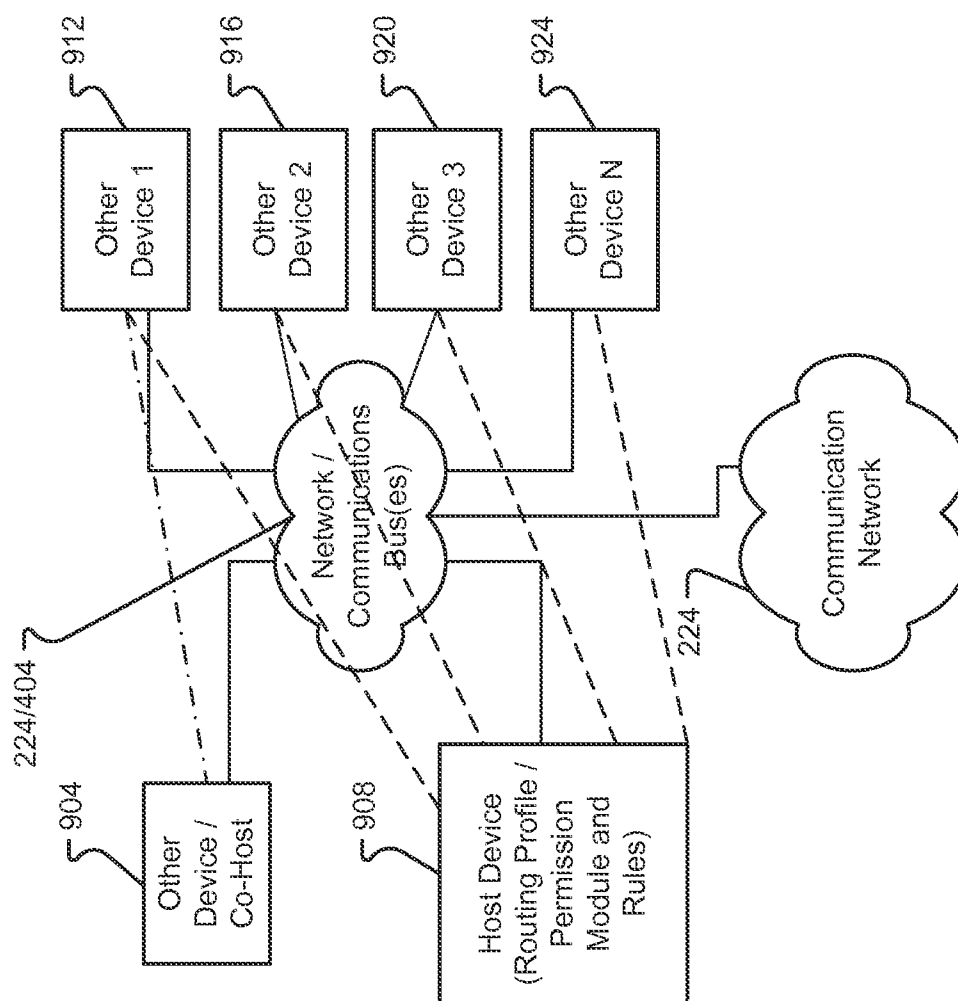 224/404
908
904
Host Device
(Routing Profile /
Permission
Module and
Rules)
Other
Device /
Co-Host
224
Communication
Network
Network /
Communications
Bus(es)
Other
Device N
Other
Device 3
Other
Device 2
Other
Device 1
924
920
916
912